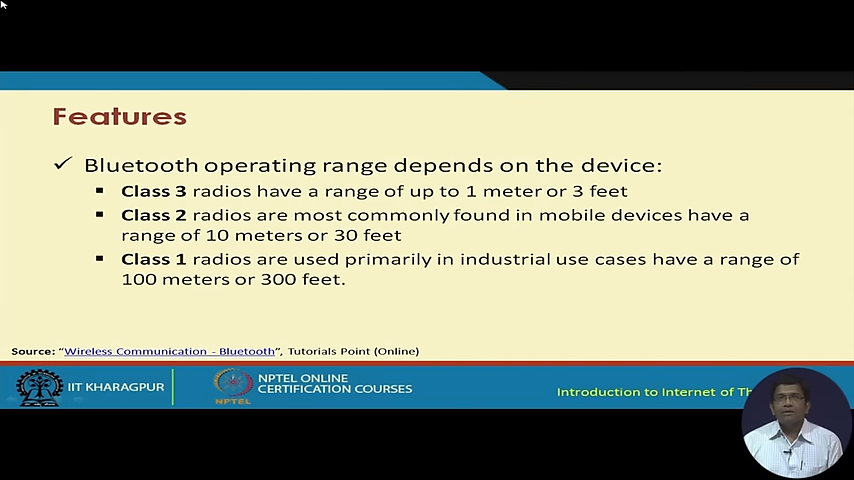 Features
✓ Bluetooth operating range depends on the device:
▪ Class 3 radios have a range of up to 1 meter or 3 feet
▪ Class 2 radios are most commonly found in mobile devices have a
range of 10 meters or 30 feet
▪ Class 1 radios are used primarily in industrial use cases have a range of
100 meters or 300 feet.
Source: "Wireless Communication - Bluetooth", Tutorials Point (Online)
IIT KHARAGPUR
NPTEL
NPTEL ONLINE
CERTIFICATION COURSES
Introduction to Internet of